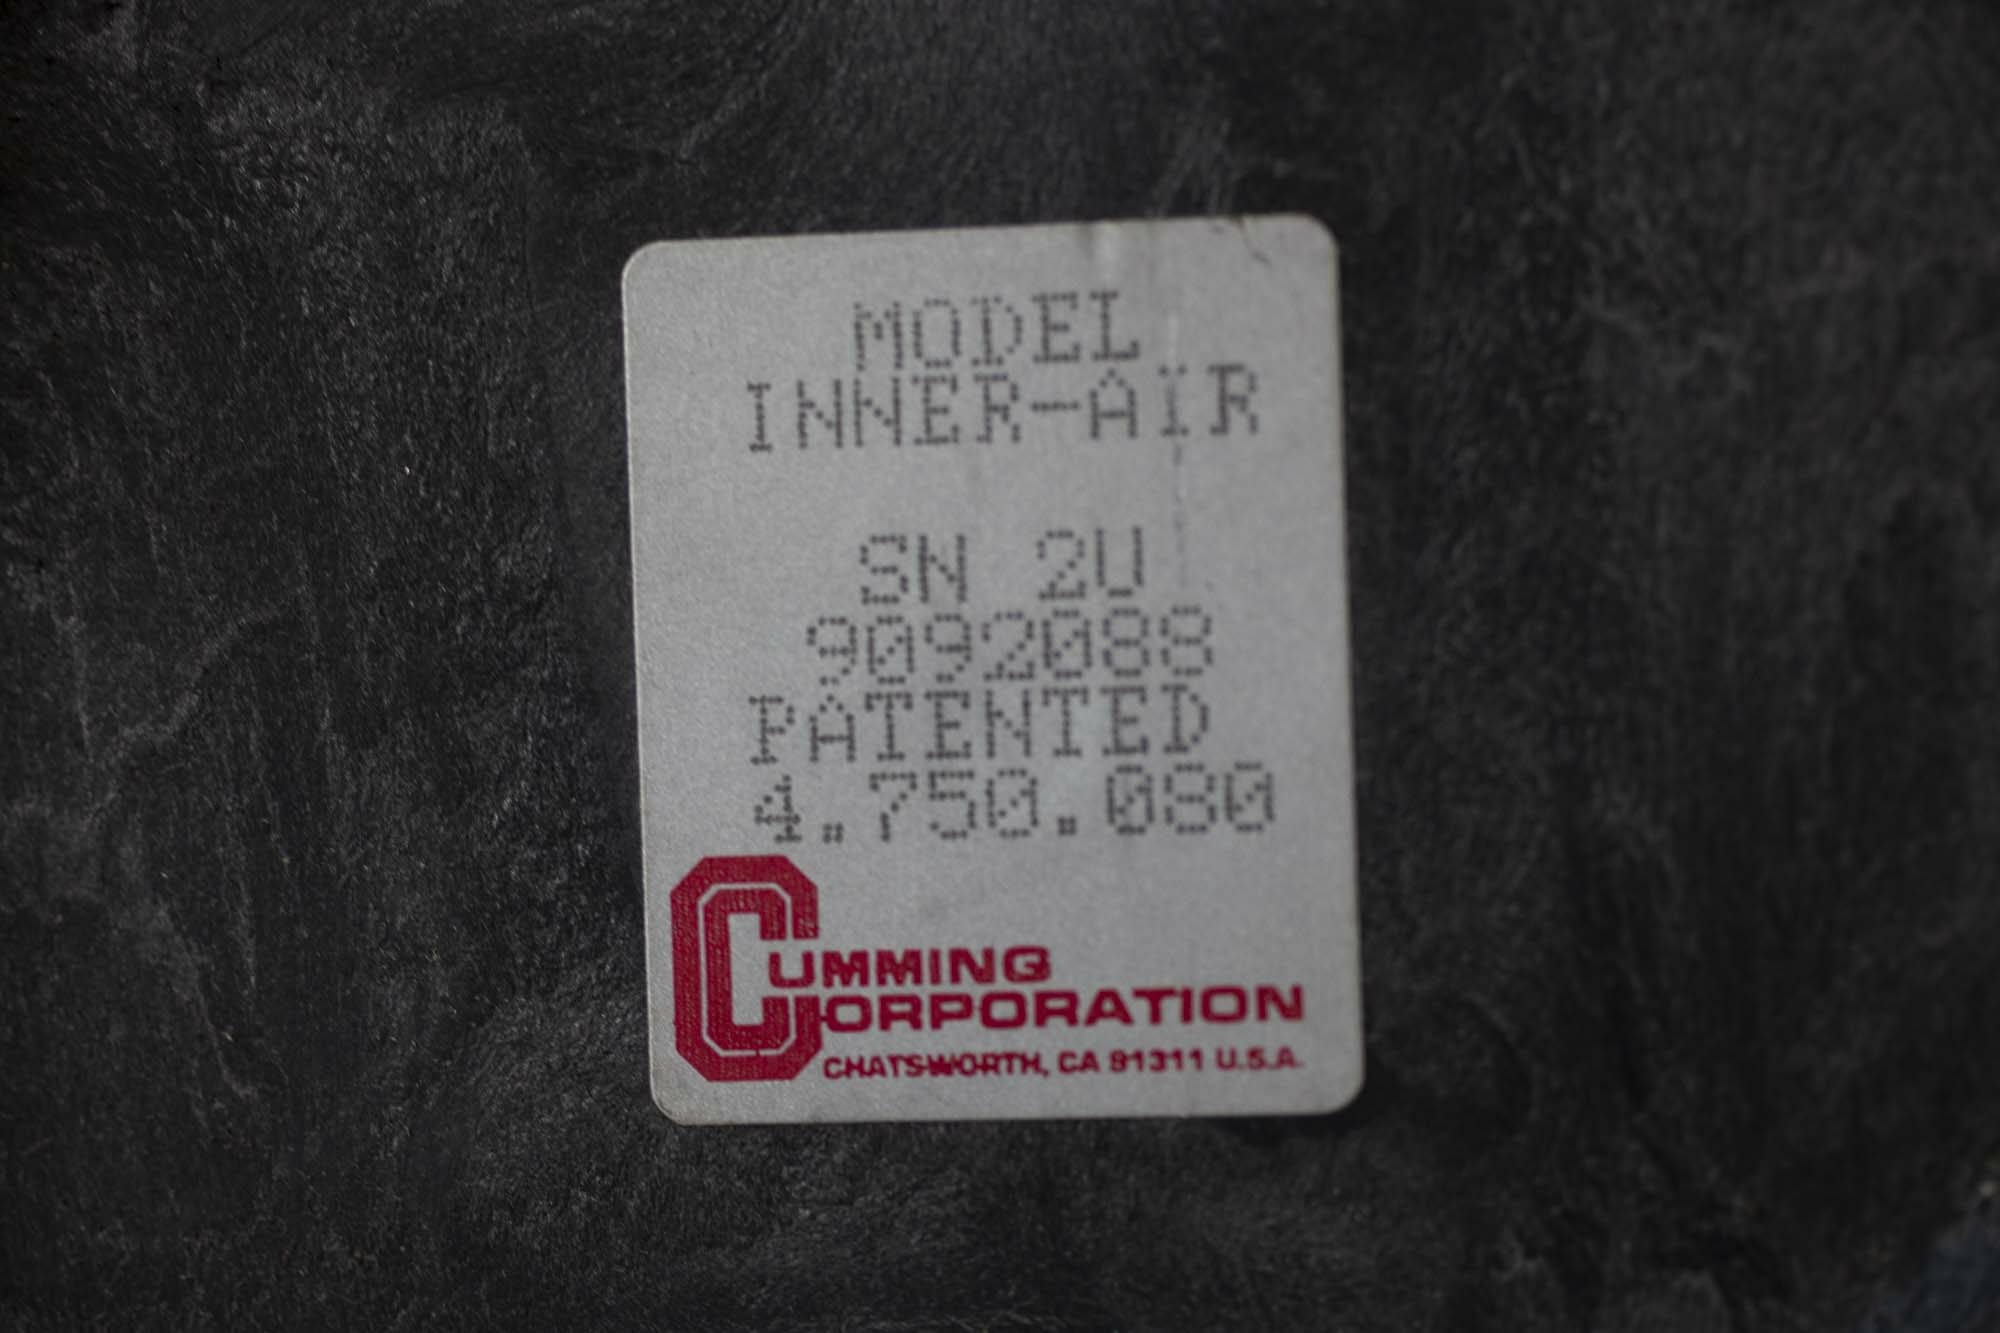 MODEL
INNER-AIR
SN 2U
9092088
PATENTED
4.750.080
CUMMING
CORPORATION
CHATSWORTH, CA 91311 U.S.A.